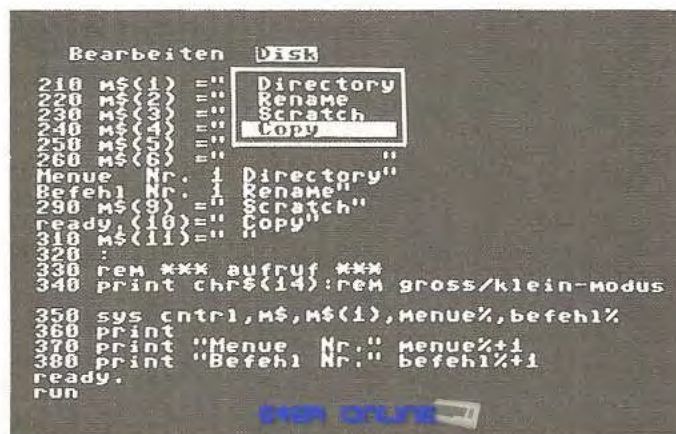 Bearbeiten Disk
210 m$(1) =" Directory
220 m$(2) =" Rename
230 m$(3) =" Scratch
240 m$(4) =" Copy
250 m$(5) ="
260 m$(6) =" "
Menue Nr. 1 Directory"
Befehl Nr. 1 Rename"
290 m$(9) =" Scratch"
ready.(10)=" Copy"
310 m$(11)=" "
320 :
330 rem *** aufruf ***
340 print chr$(14):rem gross/klein-modus
350 sys cntrl,m$,m$(1),menue%,befehl%
360 print
370 print "Menue Nr." menue%+1
380 print "Befehl Nr." befehl%+1
ready.
run
64ER ONLINE